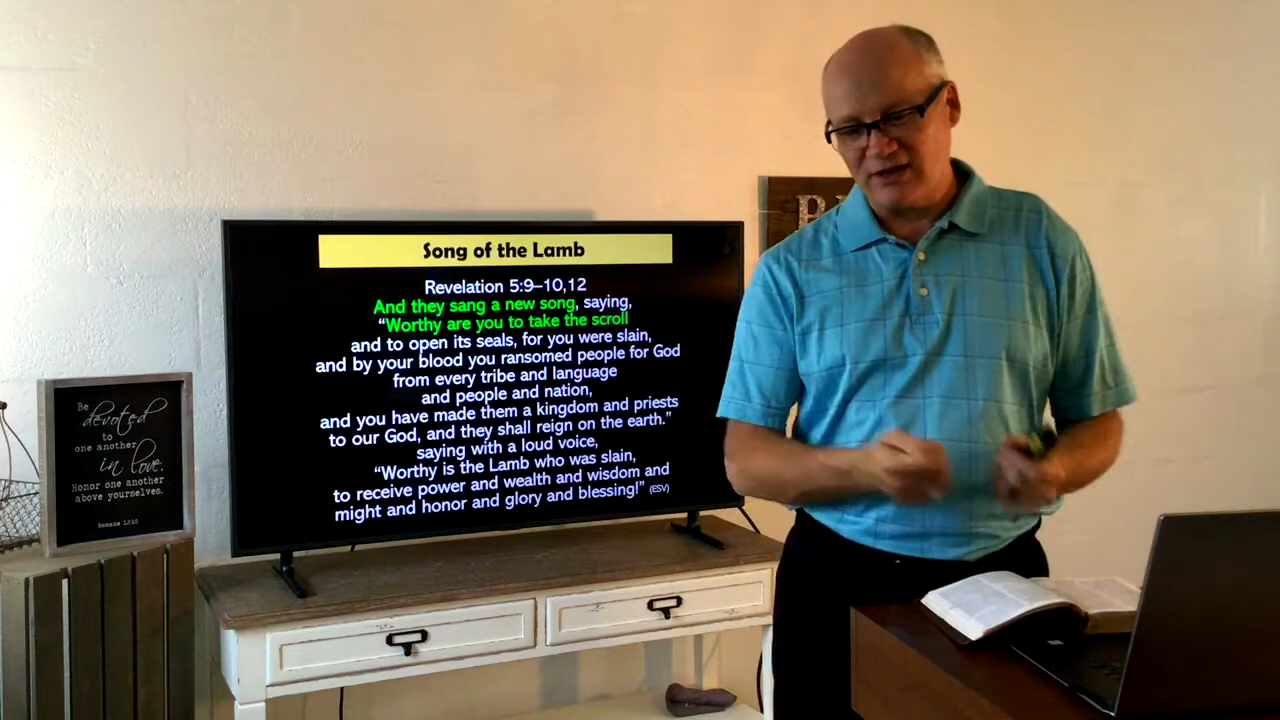 Song of the Lamb
Revelation 5:9–10,12
And they sang a new song, saying,
“Worthy are you to take the scroll
and to open its seals, for you were slain,
and by your blood you ransomed people for God
from every tribe and language
and people and nation,
and you have made them a kingdom and priests
to our God, and they shall reign on the earth.”
saying with a loud voice,
“Worthy is the Lamb who was slain,
to receive power and wealth and wisdom and
might and honor and glory and blessing!” (ESV)
Be
devoted
to
one another
in love.
Honor one another
above yourselves.
Romans 12:10